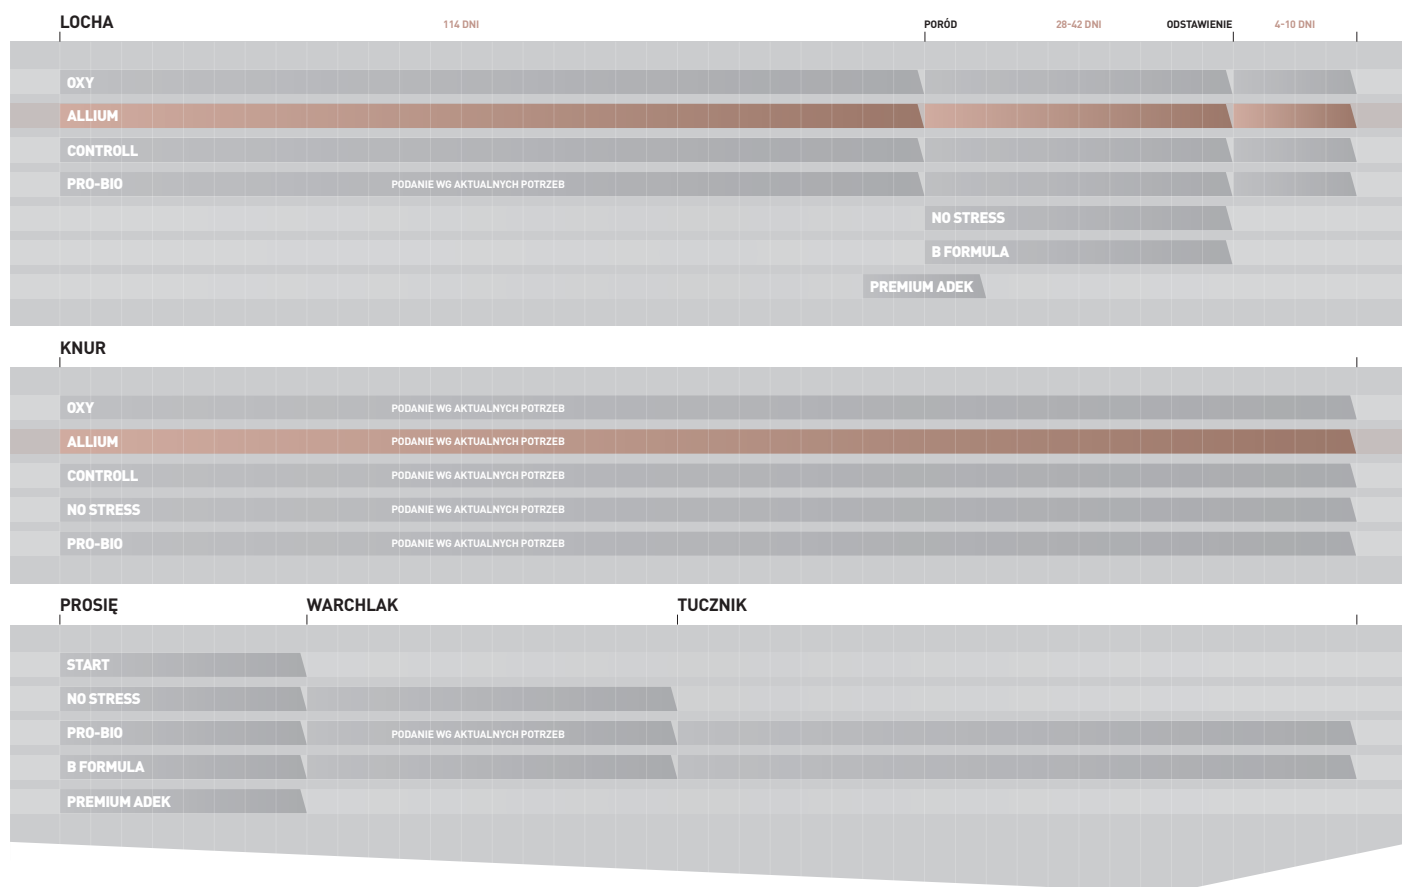 LOCHA 114 DNI PORÓD 28-42 DNI ODSTAWIENIE 4-10 DNI
OXY
ALLIUM
CONTROLL
PRO-BIO PODANIE WG AKTUALNYCH POTRZEB
NO STRESS
B FORMULA
PREMIUM ADEK
KNUR
OXY PODANIE WG AKTUALNYCH POTRZEB
ALLIUM PODANIE WG AKTUALNYCH POTRZEB
CONTROLL PODANIE WG AKTUALNYCH POTRZEB
NO STRESS PODANIE WG AKTUALNYCH POTRZEB
PRO-BIO PODANIE WG AKTUALNYCH POTRZEB
PROSIĘ WARCHLAK TUCZNIK
START
NO STRESS
PRO-BIO PODANIE WG AKTUALNYCH POTRZEB
B FORMULA
PREMIUM ADEK